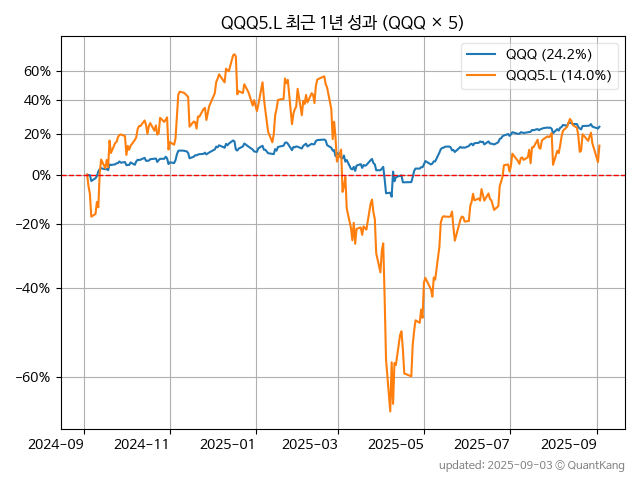 QQQ5.L 최근 1년 성과 (QQQ × 5)
QQQ (24.2%)
QQQ5.L (14.0%)
60%
40%
20%
0%
−20%
−40%
−60%
2024-09 2024-11 2025-01 2025-03 2025-05 2025-07 2025-09
updated: 2025-09-03 © QuantKang